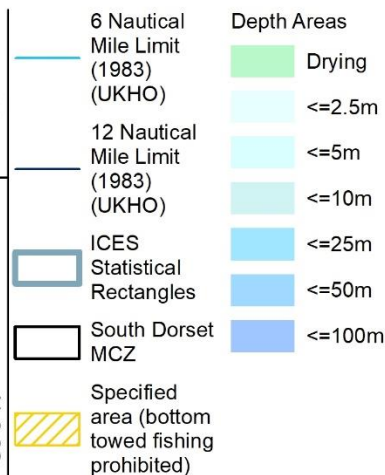 6 Nautical
Mile Limit
(1983)
(UKHO)
12 Nautical
Mile Limit
(1983)
(UKHO)
ICES
Statistical
Rectangles
South Dorset
MCZ
Specified
area (bottom
towed fishing
prohibited)
Depth Areas
Drying
<=2.5m
<=5m
<=10m
<=25m
<=50m
<=100m